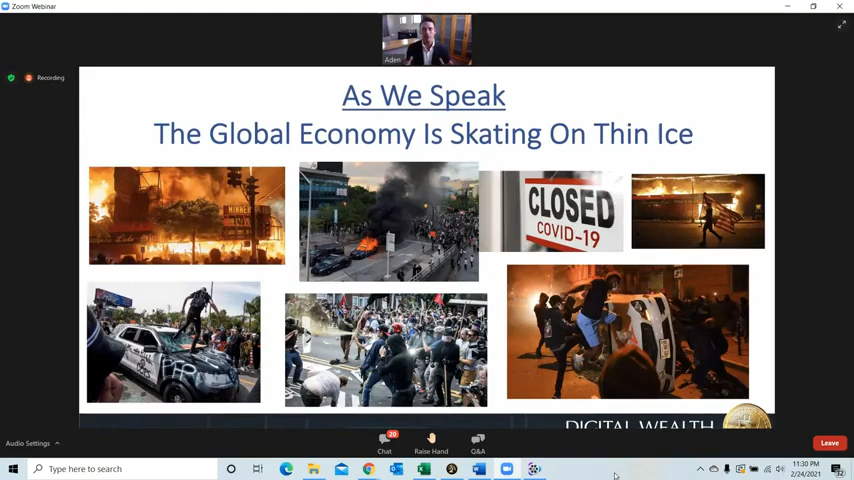 Zoom Webinar
Aden
Recording
As We Speak
The Global Economy Is Skating On Thin Ice
CLOSED
COVID-19
DIGITAL WEALTH
Audio Settings
20
Chat
Raise Hand
Q&A
Leave
Type here to search
11:30 PM
2/24/2021
32